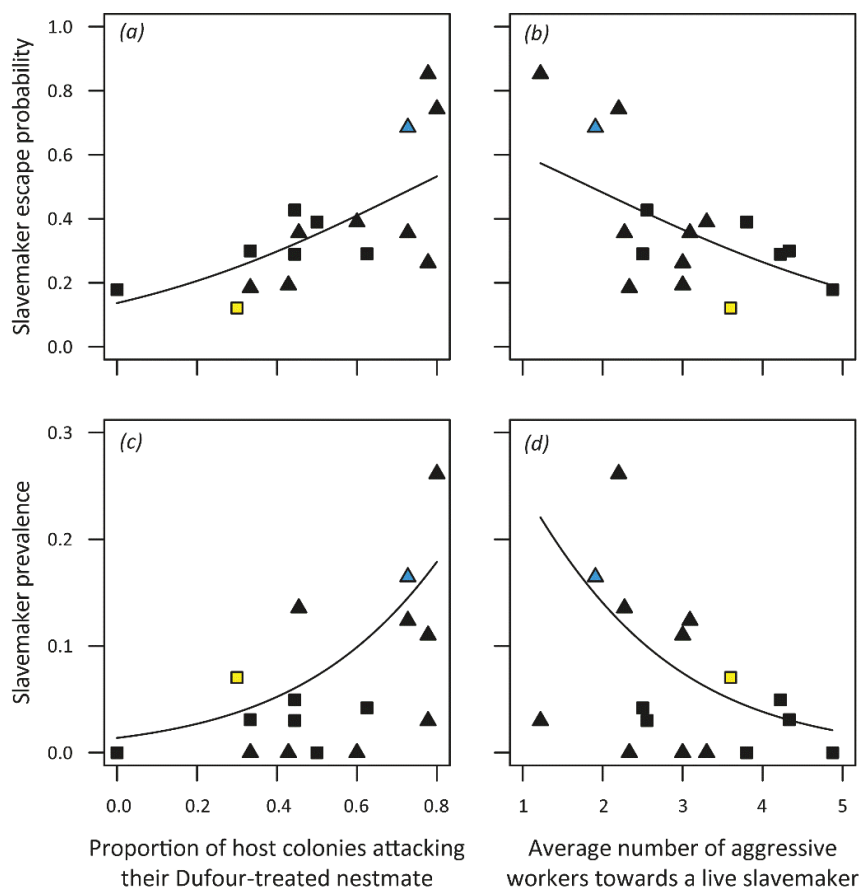 (a)
(b)
Slavemaker escape probability
1.0
0.8
0.6
0.4
0.2
0.0
(c)
(d)
Slavemaker prevalence
0.3
0.2
0.1
0.0
0.0 0.2 0.4 0.6 0.8
1 2 3 4 5
Proportion of host colonies attacking
their Dufour-treated nestmate
Average number of aggressive
workers towards a live slavemaker